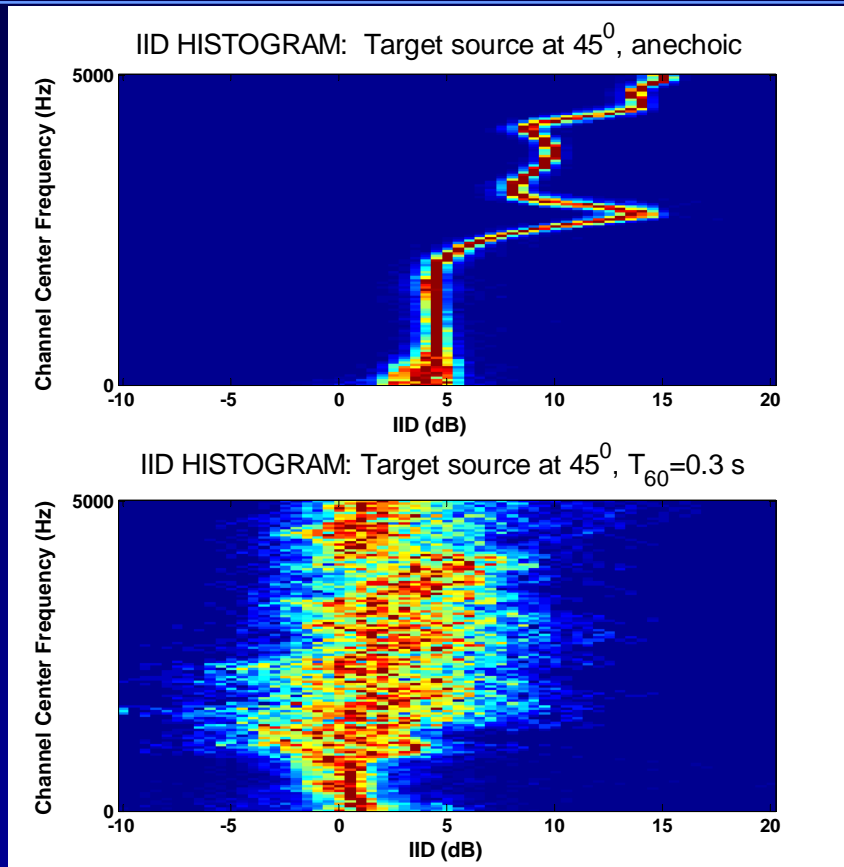 IID HISTOGRAM: Target source at 45⁰, anechoic
Channel Center Frequency (Hz)
5000
0
-10 -5 0 5 10 15 20
IID (dB)
IID HISTOGRAM: Target source at 45⁰, T₆₀=0.3 s
Channel Center Frequency (Hz)
5000
0
-10 -5 0 5 10 15 20
IID (dB)